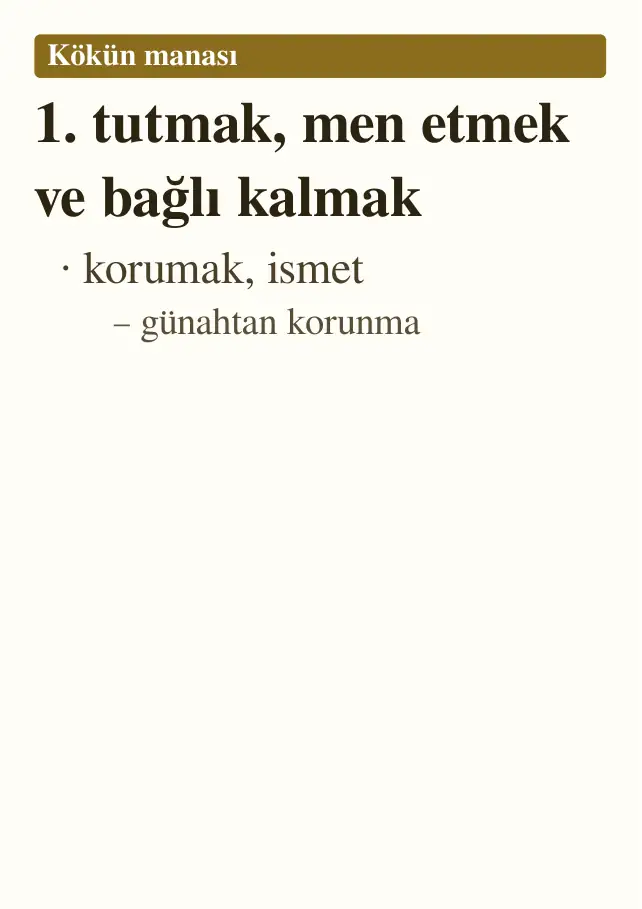 Kökün manası
1. tutmak, men etmek
ve bağlı kalmak
· korumak, ismet
– günahtan korunma